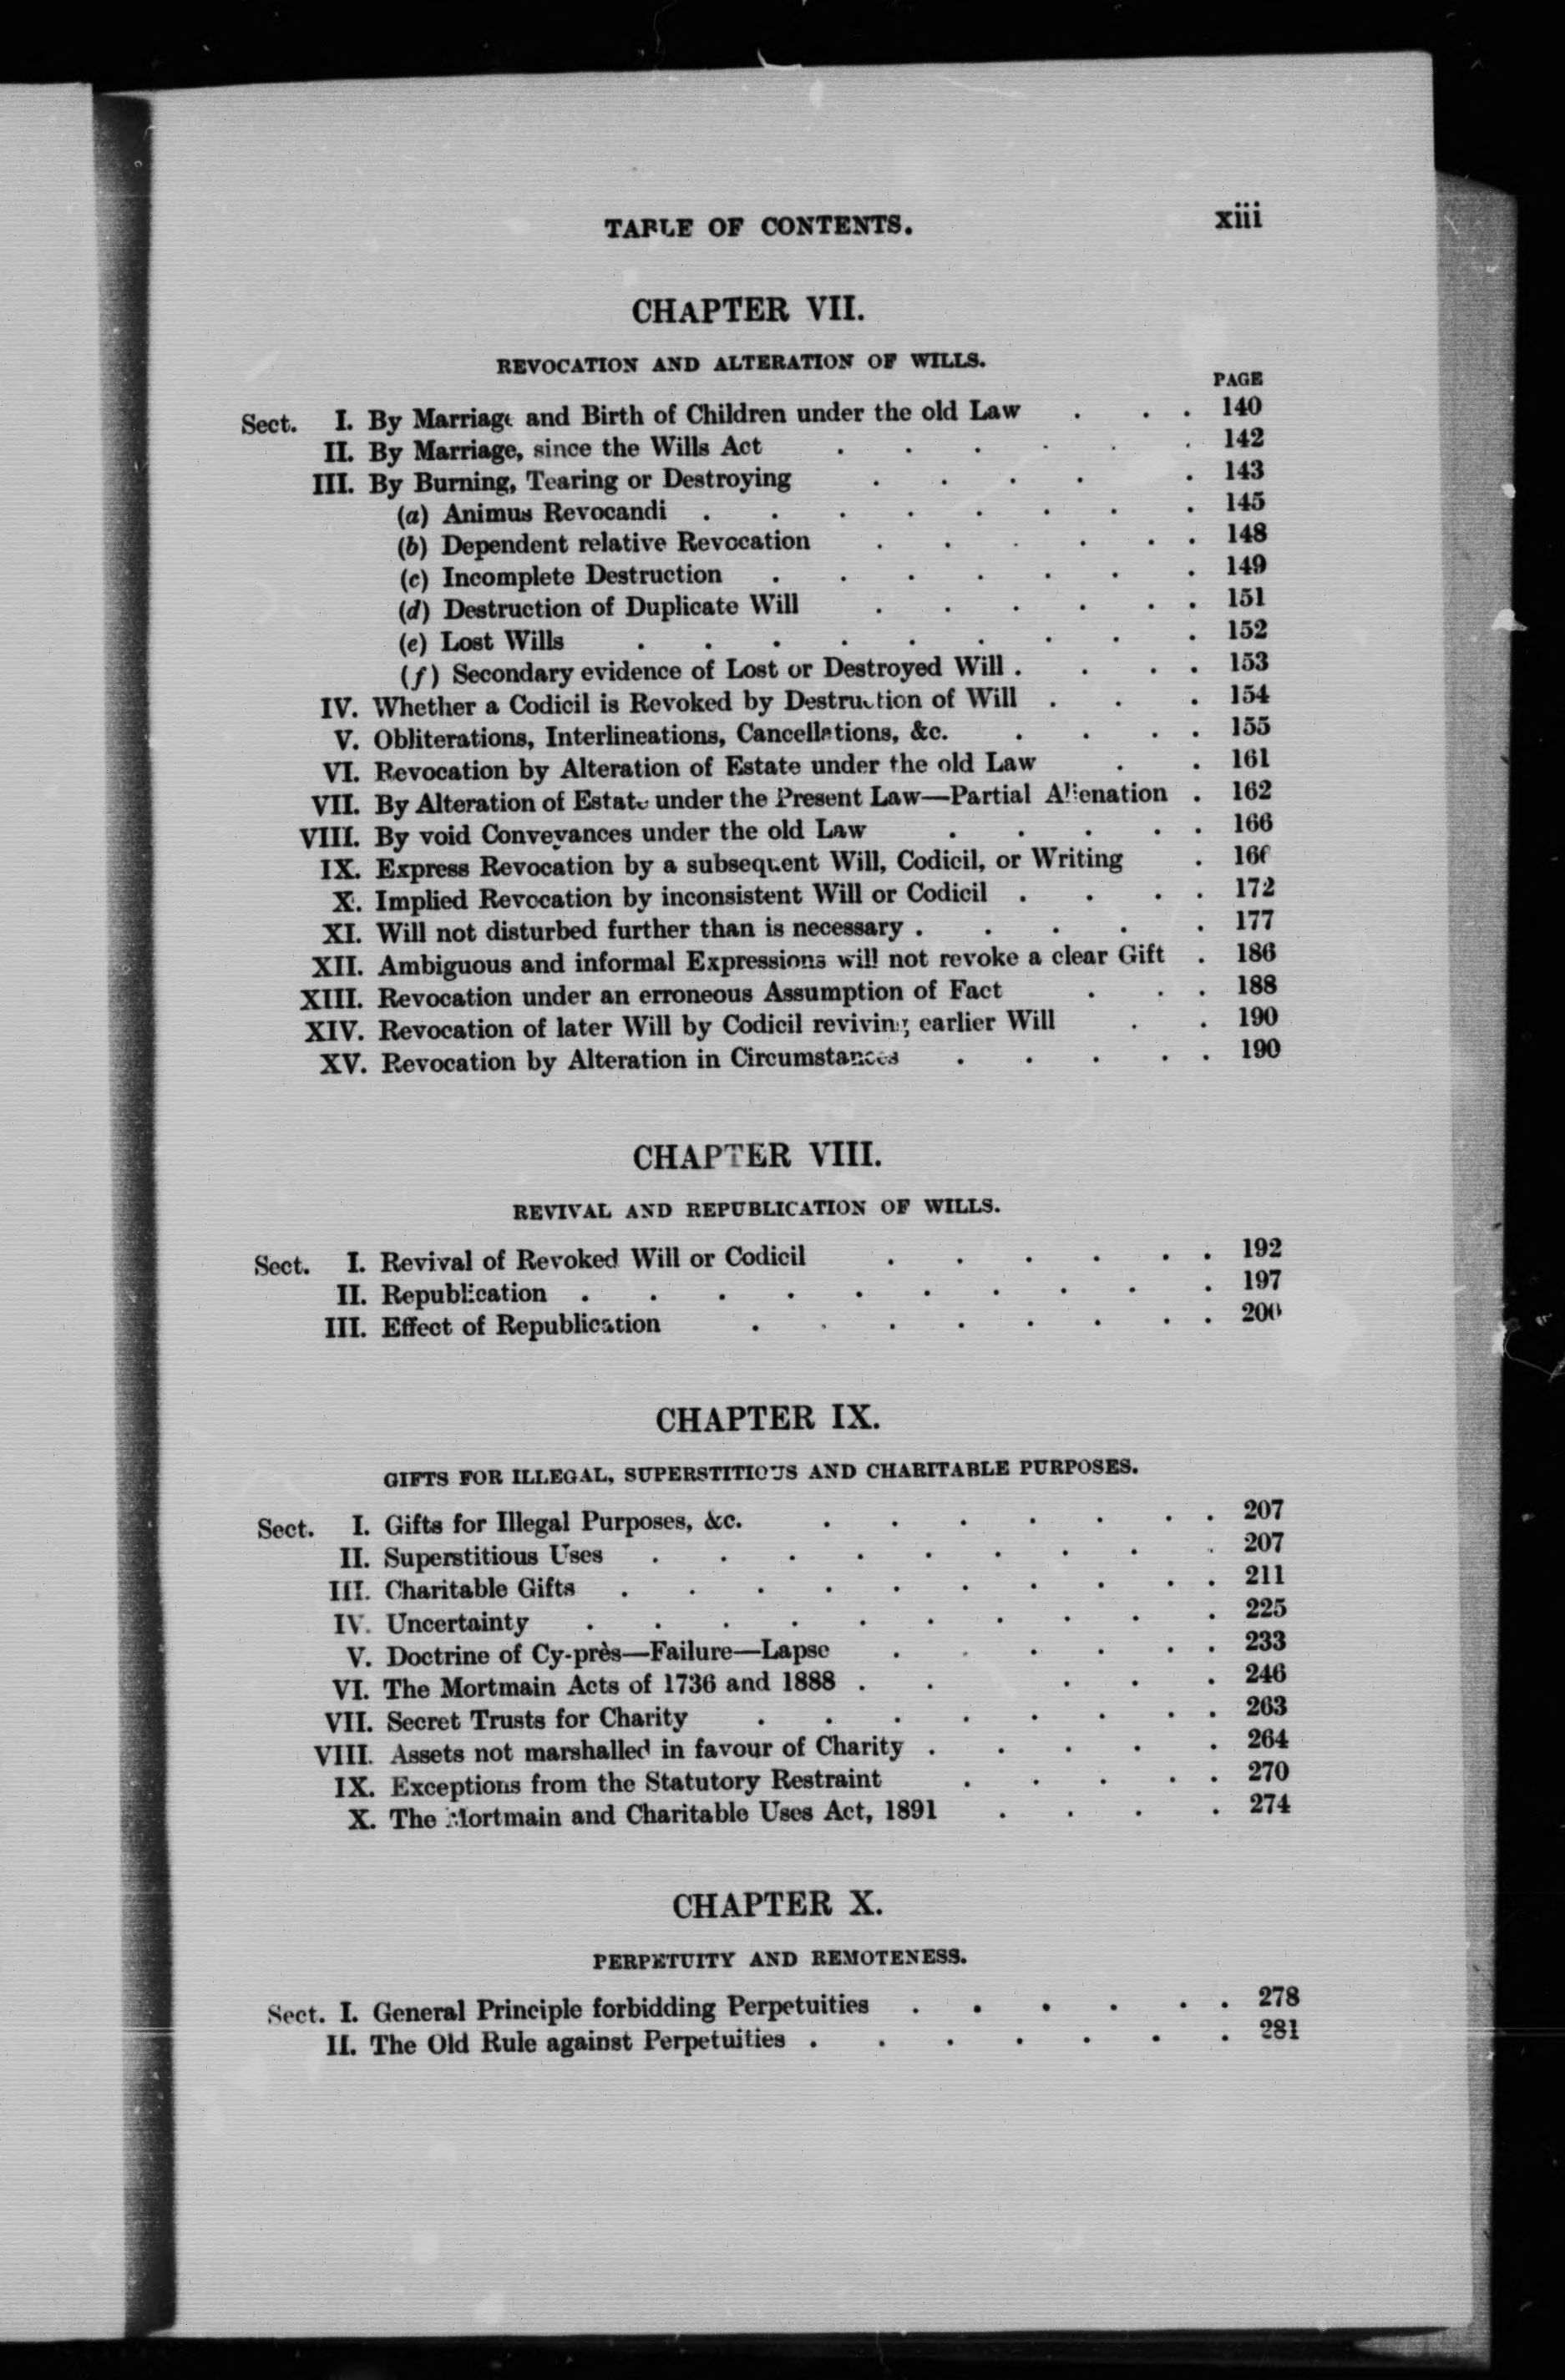 TABLE OF CONTENTS. xiii
CHAPTER VII.
REVOCATION AND ALTERATION OF WILLS.
PAGE
Sect. I. By Marriage and Birth of Children under the old Law . . . 140
II. By Marriage, since the Wills Act . . . . . . 142
III. By Burning, Tearing or Destroying . . . . . 143
(a) Animus Revocandi . . . . . . . . 145
(b) Dependent relative Revocation . . . . . . 148
(c) Incomplete Destruction . . . . . . . 149
(d) Destruction of Duplicate Will . . . . . . 151
(e) Lost Wills . . . . . . . . . 152
(f) Secondary evidence of Lost or Destroyed Will . . . . 153
IV. Whether a Codicil is Revoked by Destruction of Will . . . 154
V. Obliterations, Interlineations, Cancellations, &c. . . . . 155
VI. Revocation by Alteration of Estate under the old Law . . 161
VII. By Alteration of Estate under the Present Law—Partial Alienation . 162
VIII. By void Conveyances under the old Law . . . . . 166
IX. Express Revocation by a subsequent Will, Codicil, or Writing .
X. Implied Revocation by inconsistent Will or Codicil . . . . 172
XI. Will not disturbed further than is necessary . . . . . 177
XII. Ambiguous and informal Expressions will not revoke a clear Gift . 186
XIII. Revocation under an erroneous Assumption of Fact . . . 188
XIV. Revocation of later Will by Codicil reviving earlier Will . . 190
XV. Revocation by Alteration in Circumstances . . . . . 190
CHAPTER VIII.
REVIVAL AND REPUBLICATION OF WILLS.
Sect. I. Revival of Revoked Will or Codicil . . . . . . 192
II. Republication . . . . . . . . . . 197
III. Effect of Republication . . . . . . . . 200
CHAPTER IX.
GIFTS FOR ILLEGAL, SUPERSTITIOUS AND CHARITABLE PURPOSES.
Sect. I. Gifts for Illegal Purposes, &c. . . . . . . . 207
II. Superstitious Uses . . . . . . . . . 207
III. Charitable Gifts . . . . . . . . . . 211
IV. Uncertainty . . . . . . . . . . 225
V. Doctrine of Cy-près—Failure—Lapse . . . . . . 233
VI. The Mortmain Acts of 1736 and 1888 . . . . . 246
VII. Secret Trusts for Charity . . . . . . . . 263
VIII. Assets not marshalled in favour of Charity . . . . . 264
IX. Exceptions from the Statutory Restraint . . . . . 270
X. The Mortmain and Charitable Uses Act, 1891 . . . . 274
CHAPTER X.
PERPETUITY AND REMOTENESS.
Sect. I. General Principle forbidding Perpetuities . . . . . . 278
II. The Old Rule against Perpetuities . . . . . . . 281